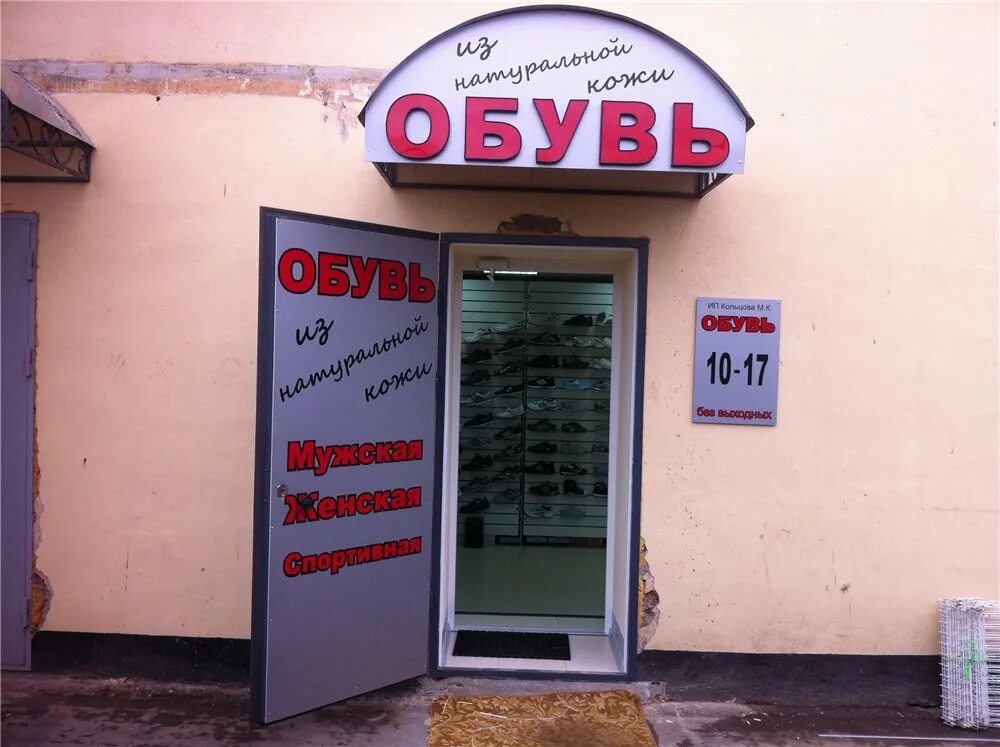 из
натуральной
кожи
ОБУВЬ
ОБУВЬ
из
натуральной
кожи
Мужская
Женская
Спортивная
ИП Кольцова М.К
ОБУВЬ
10-17
без выходных